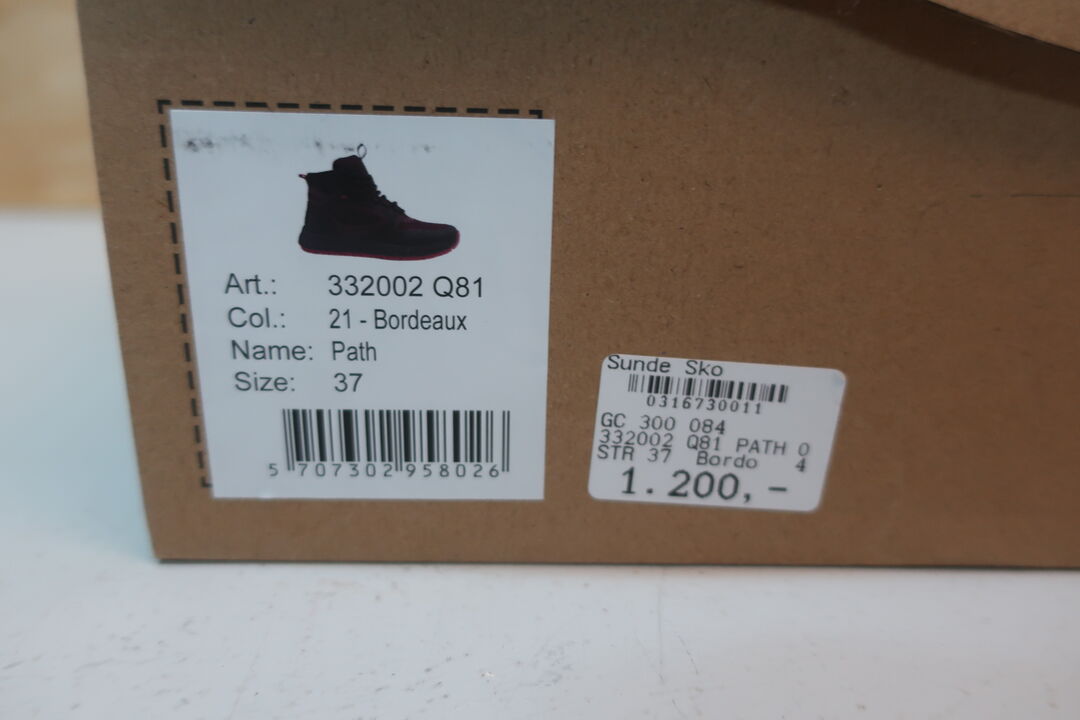 Art.: 332002 Q81
Col.: 21 - Bordeaux
Name: Path
Size: 37
5 707302 958026
Sunde Sko
0316730011
GC 300 084
332002 Q81 PATH 0
STR 37 Bordo 4
1.200,-